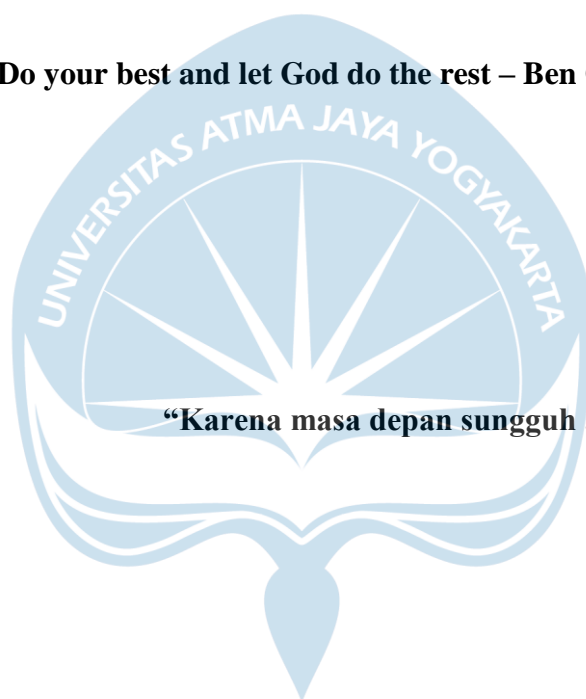 Do your best and let God do the rest – Ben
UNIVERSITAS ATMA JAYA YOGYAKARTA
“Karena masa depan sungguh